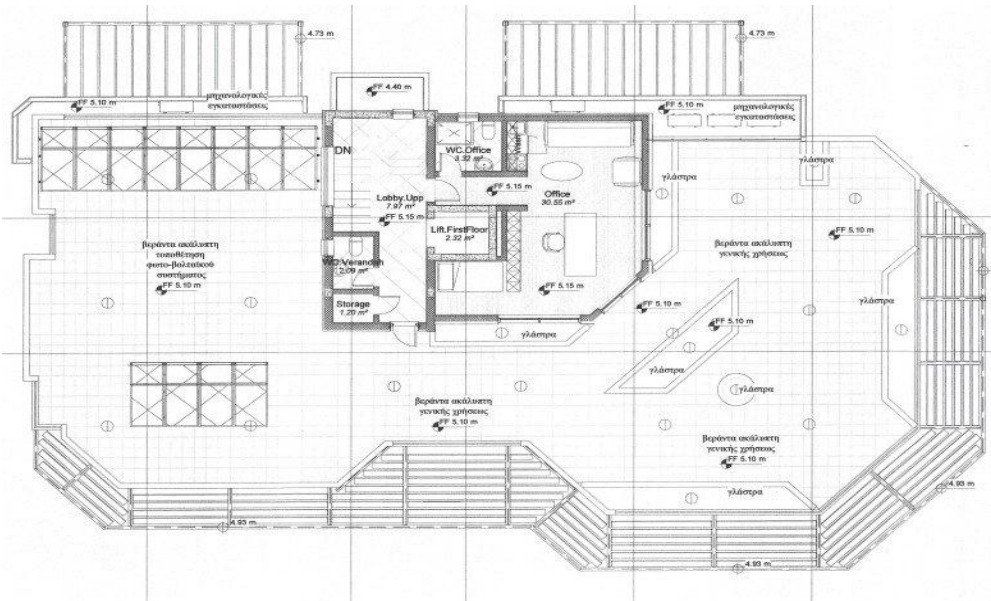 4.73 m
4.73 m
FF 4.40 m
μηχανολογικές
εγκαταστάσεις
FF 5.10 m
FF 5.10 m
μηχανολογικές
εγκαταστάσεις
DN
WC.Office
3.32 m²
γλάστρα
γλάστρα
FF 5.15 m
Office
30.55 m²
Lobby.Upp
7.97 m²
FF 5.15 m
Lift.FirstFloor
2.32 m²
FF 5.10 m
βεράντα ακάλυπτη
τοποθέτηση
φωτο-βολταϊκού
συστήματος
FF 5.10 m
βεράντα ακάλυπτη
γενικής χρήσεως
WC.Verandah
2.09 m²
γλάστρα
FF 5.15 m
Storage
1.20 m²
FF 5.10 m
FF 5.10 m
γλάστρα
γλάστρα
γλάστρα
βεράντα ακάλυπτη
γενικής χρήσεως
FF 5.10 m
βεράντα ακάλυπτη
γενικής χρήσεως
FF 5.10 m
4.93 m
γλάστρα
4.93 m
4.93 m